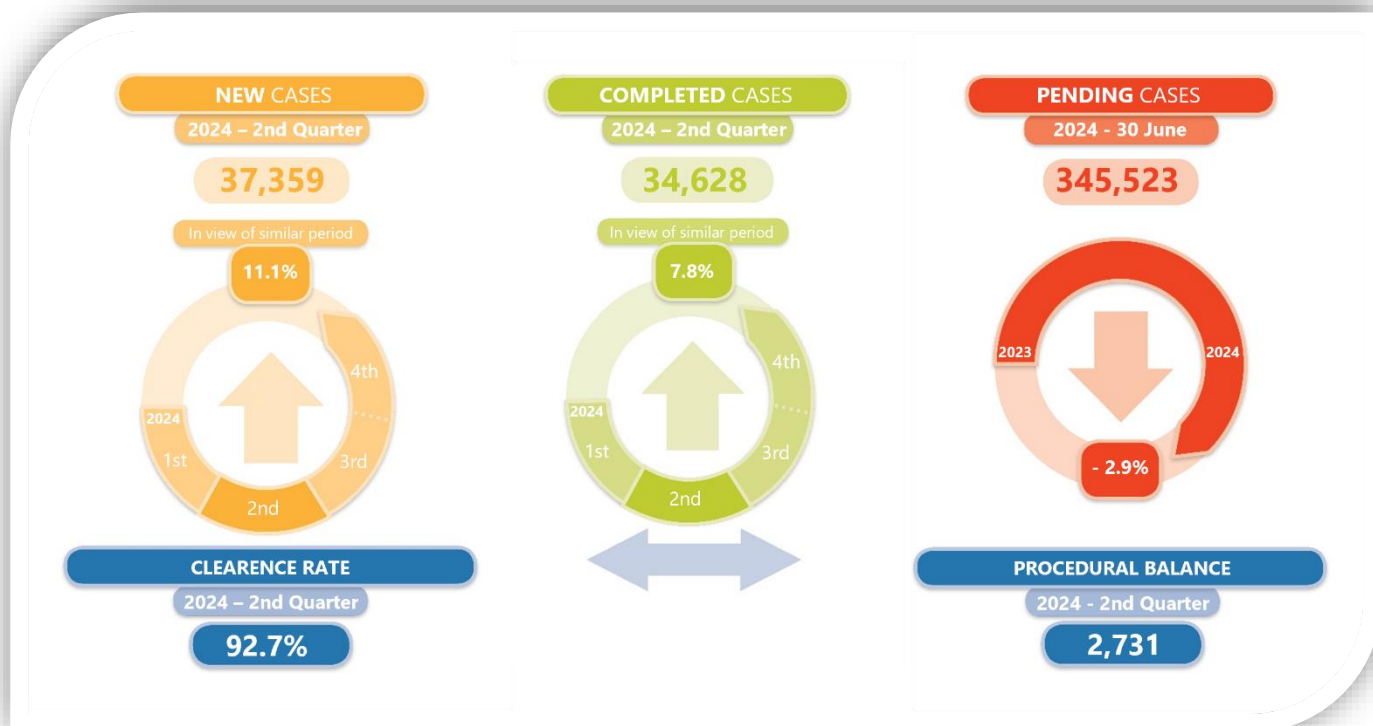 NEW CASES
2024 – 2nd Quarter
37,359
In view of similar period
11.1%
4th
2024
1st
3rd
2nd
CLEARENCE RATE
2024 – 2nd Quarter
92.7%
COMPLETED CASES
2024 – 2nd Quarter
34,628
In view of similar period
7.8%
4th
2024
1st
3rd
2nd
PENDING CASES
2024 - 30 June
345,523
2023
2024
- 2.9%
PROCEDURAL BALANCE
2024 - 2nd Quarter
2,731